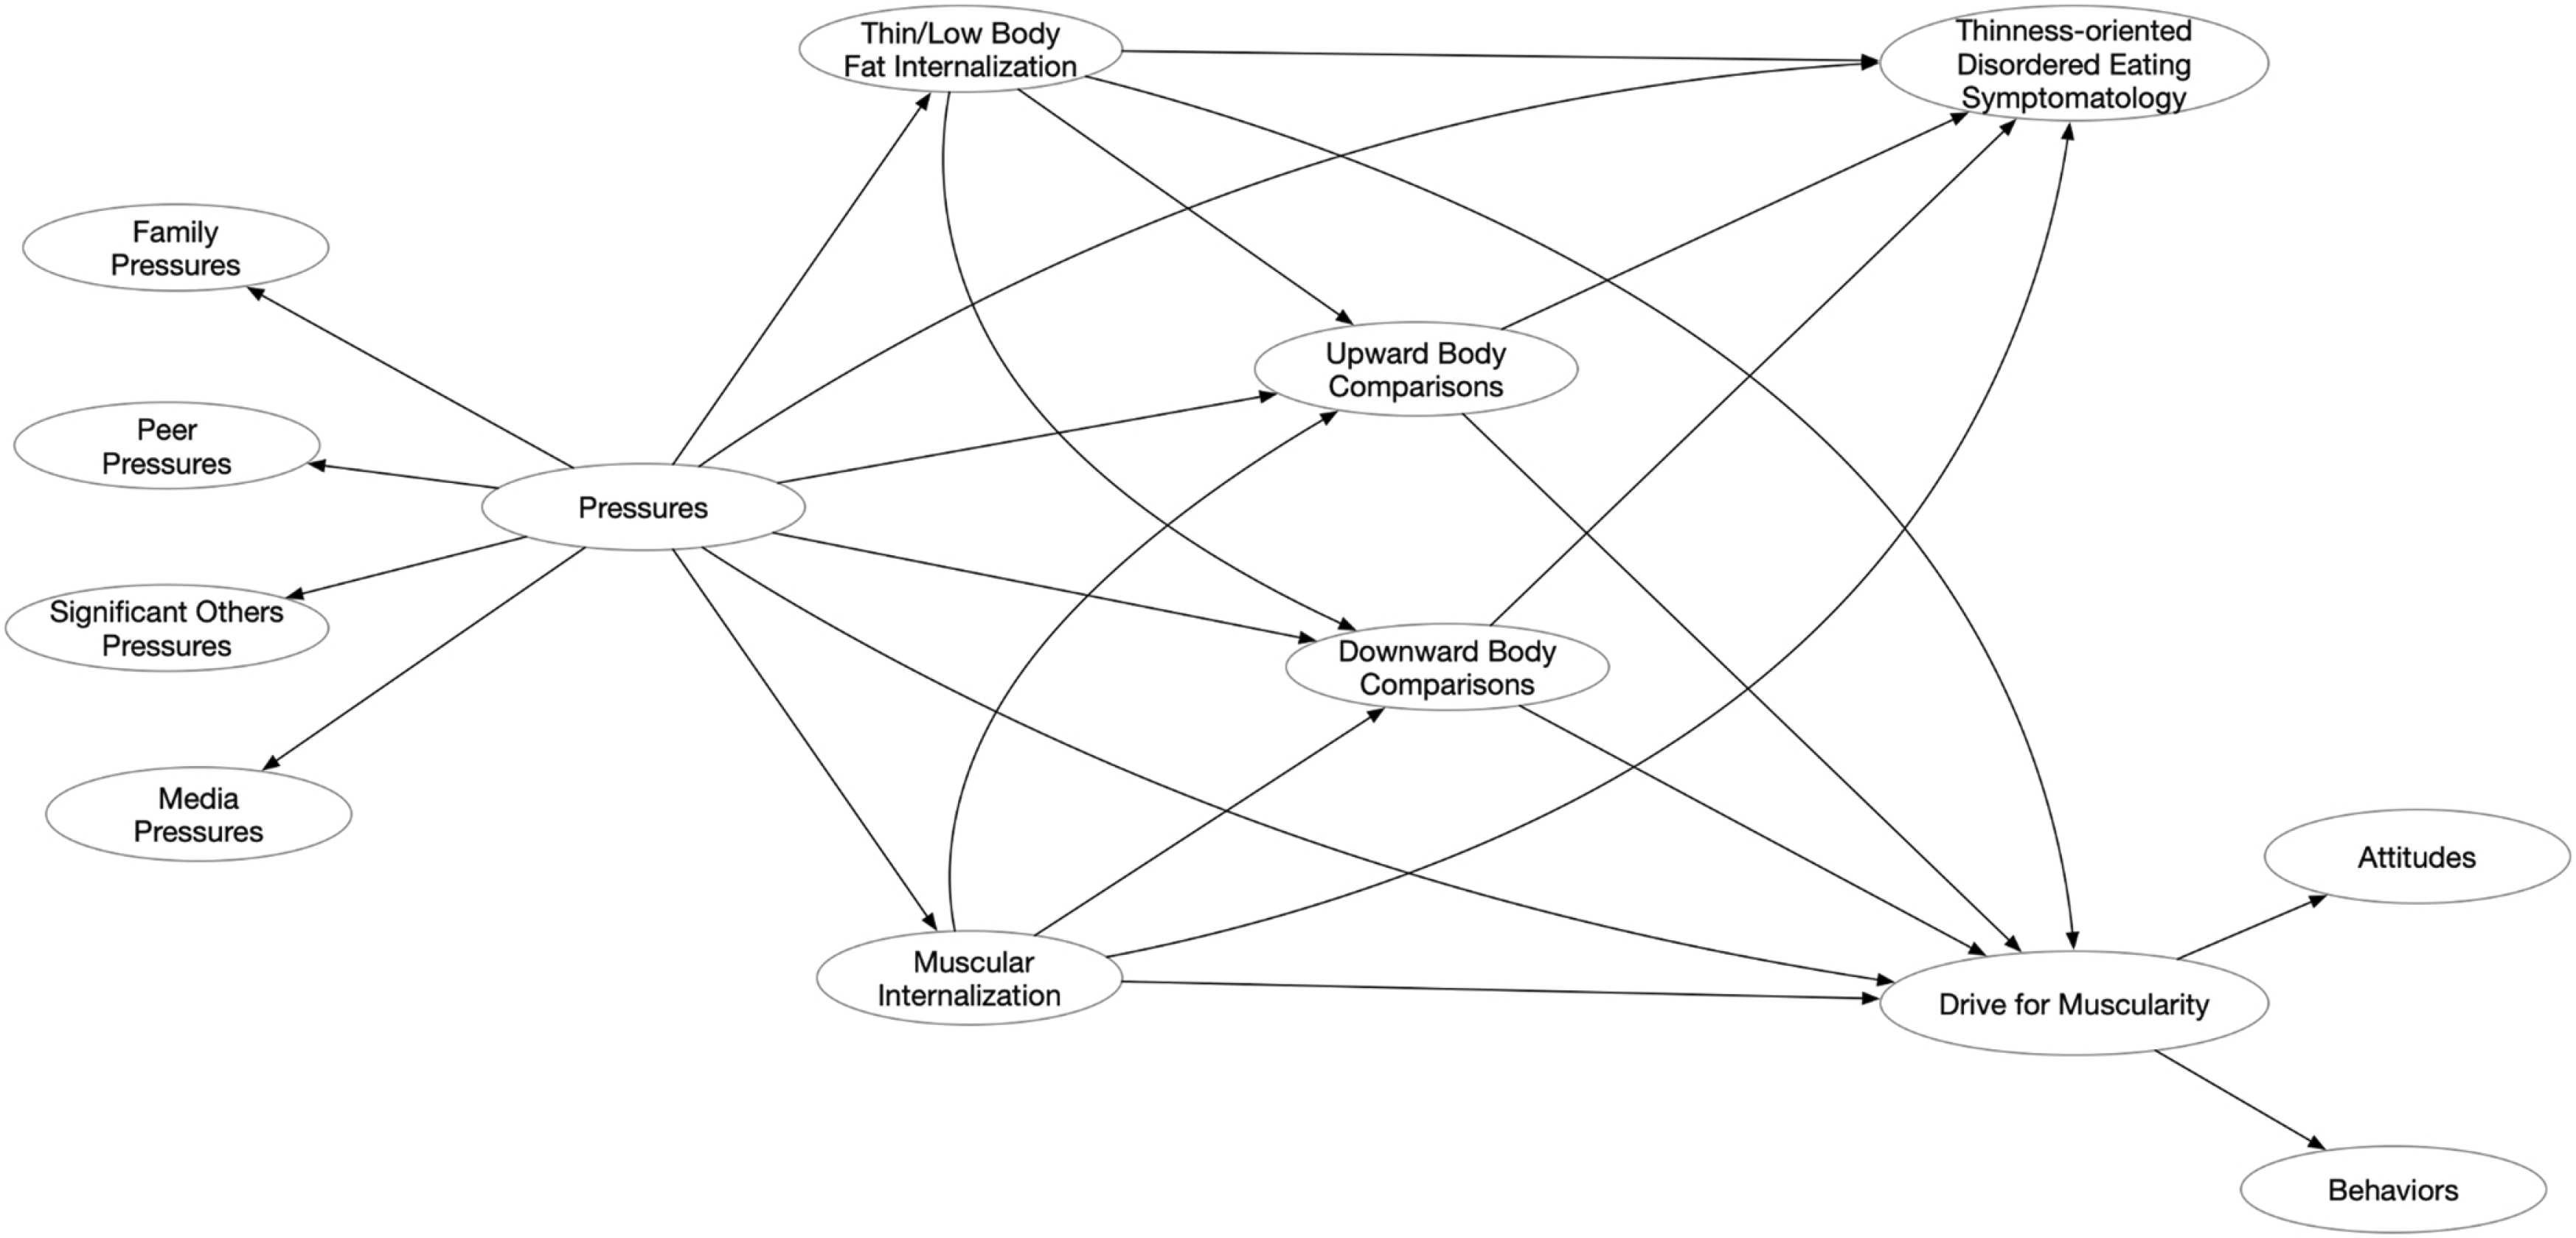 Thin/Low Body
Fat Internalization
Thinness-oriented
Disordered Eating
Symptomatology
Family
Pressures
Upward Body
Comparisons
Peer
Pressures
Pressures
Significant Others
Pressures
Downward Body
Comparisons
Media
Pressures
Attitudes
Muscular
Internalization
Drive for Muscularity
Behaviors